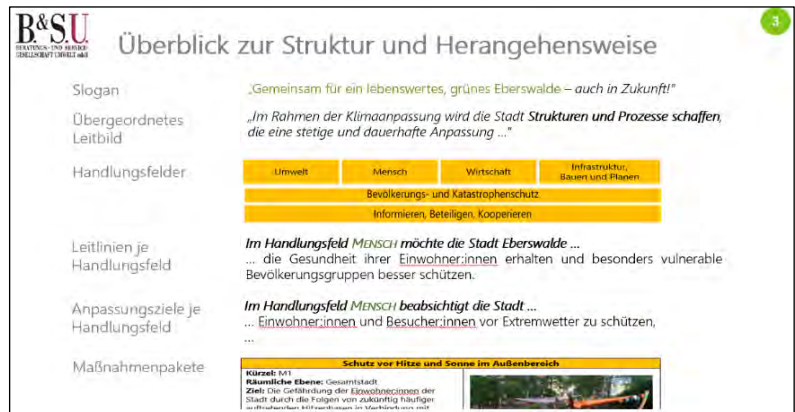 B&S.U.
BERATUNGS- UND SERVICE-
GESELLSCHAFT UMWELT mbH
3
Überblick zur Struktur und Herangehensweise
Slogan
„Gemeinsam für ein lebenswertes, grünes Eberswalde – auch in Zukunft!"
Übergeordnetes
Leitbild
„Im Rahmen der Klimaanpassung wird die Stadt Strukturen und Prozesse schaffen,
die eine stetige und dauerhafte Anpassung ..."
Handlungsfelder
Umwelt
Mensch
Wirtschaft
Infrastruktur,
Bauen und Planen
Bevölkerungs- und Katastrophenschutz
Informieren, Beteiligen, Kooperieren
Leitlinien je
Handlungsfeld
Im Handlungsfeld MENSCH möchte die Stadt Eberswalde ...
... die Gesundheit ihrer Einwohner:innen erhalten und besonders vulnerable
Bevölkerungsgruppen besser schützen.
Anpassungsziele je
Handlungsfeld
Im Handlungsfeld MENSCH beabsichtigt die Stadt ...
... Einwohner:innen und Besucher:innen vor Extremwetter zu schützen,
...
Maßnahmenpakete
Schutz vor Hitze und Sonne im Außenbereich
Kürzel: M1
Räumliche Ebene: Gesamtstadt
Ziel: Die Gefährdung der Einwohner:innen der
Stadt durch die Folgen von zukünftig häufiger
auftretenden Hitzephasen in Verbindung mit